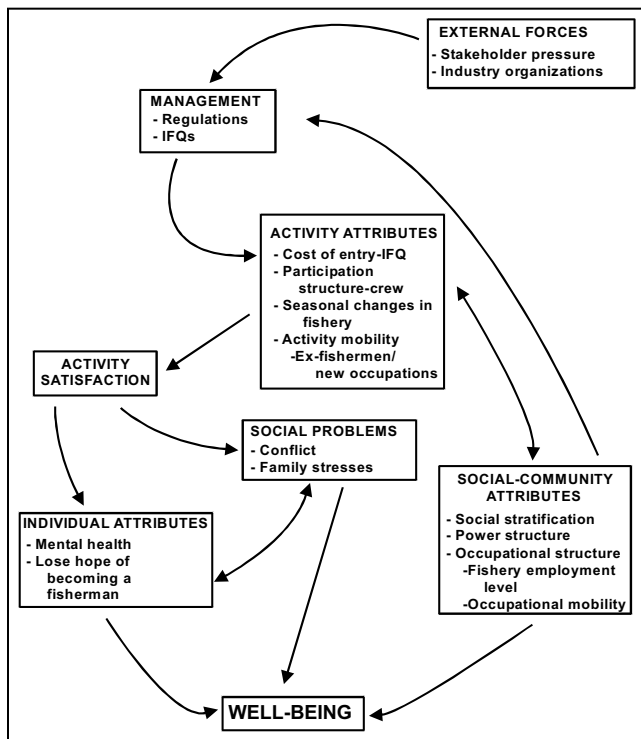 EXTERNAL FORCES
- Stakeholder pressure
- Industry organizations
MANAGEMENT
- Regulations
- IFQs
ACTIVITY ATTRIBUTES
- Cost of entry-IFQ
- Participation
structure-crew
- Seasonal changes in
fishery
- Activity mobility
-Ex-fishermen/
new occupations
ACTIVITY
SATISFACTION
SOCIAL PROBLEMS
- Conflict
- Family stresses
SOCIAL-COMMUNITY
ATTRIBUTES
- Social stratification
- Power structure
- Occupational structure
-Fishery employment
level
-Occupational mobility
INDIVIDUAL ATTRIBUTES
- Mental health
- Lose hope of
becoming a
fisherman
WELL-BEING